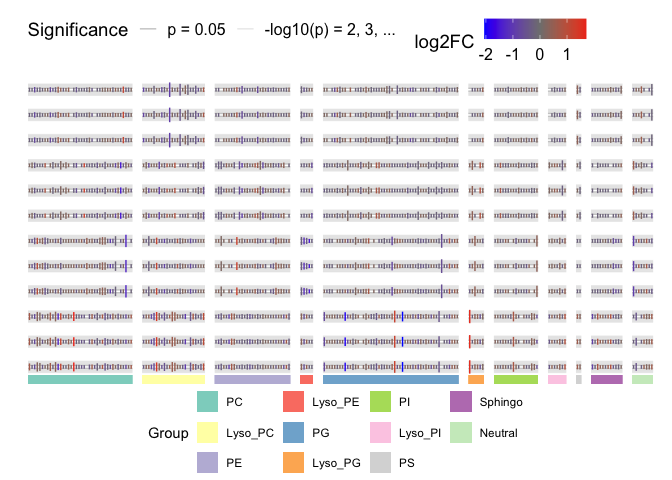 Significance p = 0.05 -log10(p) = 2, 3, ...
log2FC
-2 -1 0 1
PC Lyso_PE PI Sphingo
Group Lyso_PC PG Lyso_PI Neutral
PE Lyso_PG PS